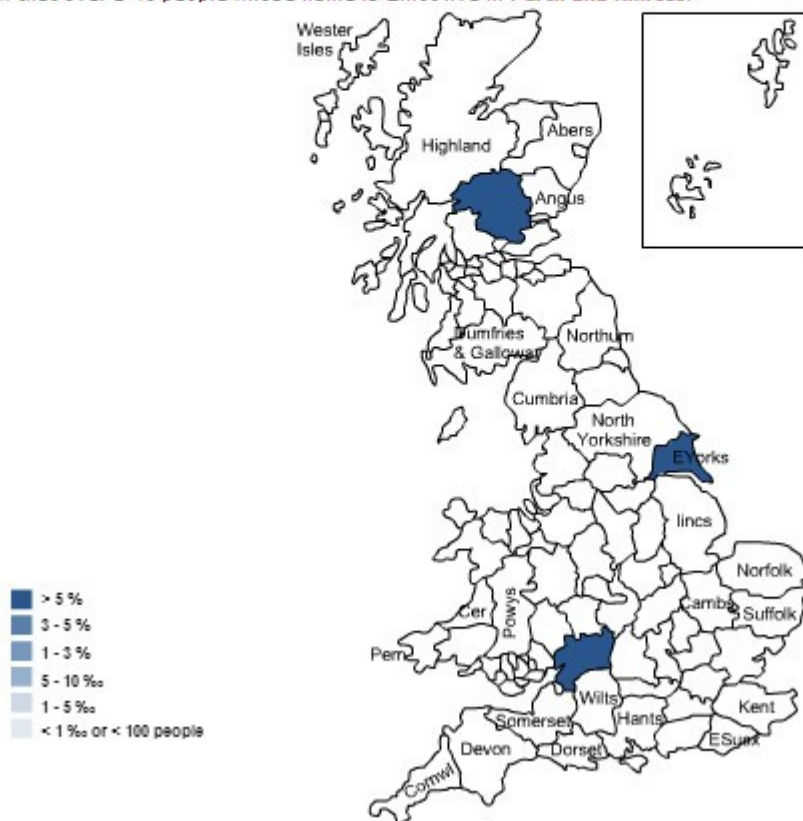 Wester
Isles
Highland
Abers
Angus
Dumfries
& Galloway
Northum
Cumbria
North
Yorkshire
EYorks
lincs
Norfolk
Cambs
Suffolk
Cer
Powys
Pem
Wilts
Kent
Somerset
Hants
ESusx
Devon
Dorset
Cornwl
> 5 %
3 - 5 %
1 - 3 %
5 - 10 ‰
1 - 5 ‰
< 1 ‰ or < 100 people